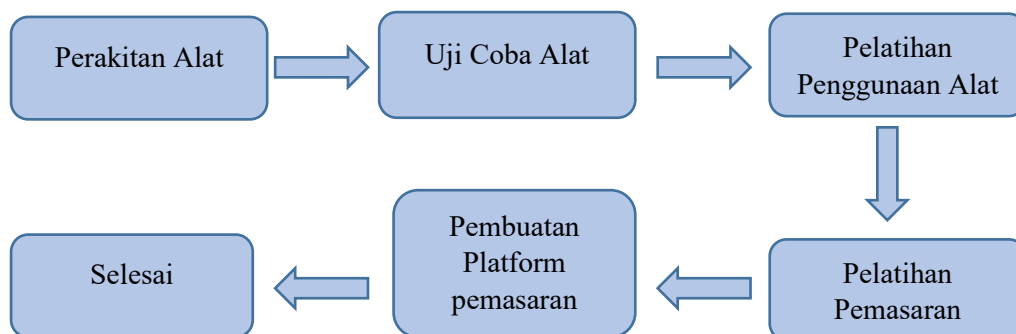 Perakitan Alat
Uji Coba Alat
Pelatihan
Penggunaan Alat
Pelatihan
Pemasaran
Pembuatan
Platform
pemasaran
Selesai